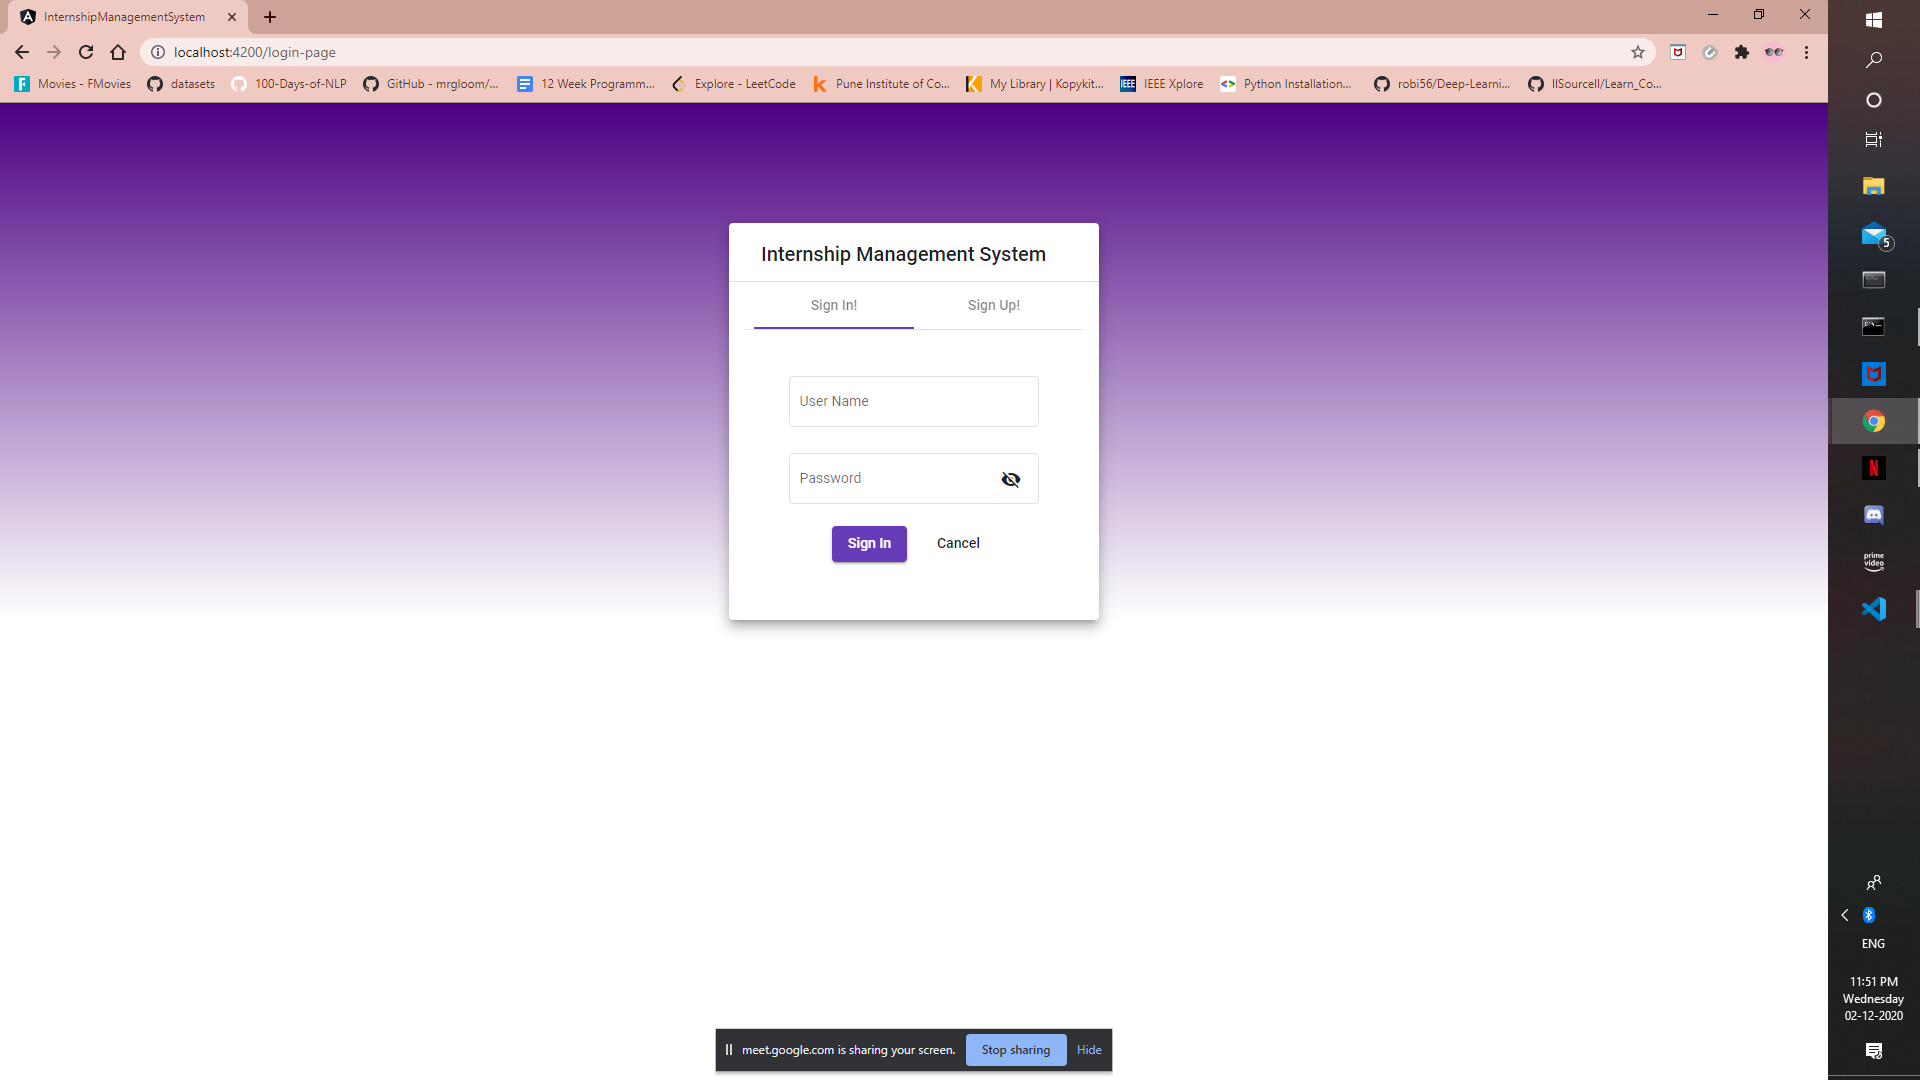 InternshipManagementSystem
localhost:4200/login-page
Movies - FMovies
datasets
100-Days-of-NLP
GitHub - mrgloom/...
12 Week Programm...
Explore - LeetCode
Pune Institute of Co...
My Library | Kopykit...
IEEE
IEEE Xplore
Python Installation...
robi56/Deep-Learni...
llSourcell/Learn_Co...
Internship Management System
Sign In!
Sign Up!
User Name
Password
Sign In
Cancel
meet.google.com is sharing your screen.
Stop sharing
Hide
5
prime
video
ENG
11:51 PM
Wednesday
02-12-2020